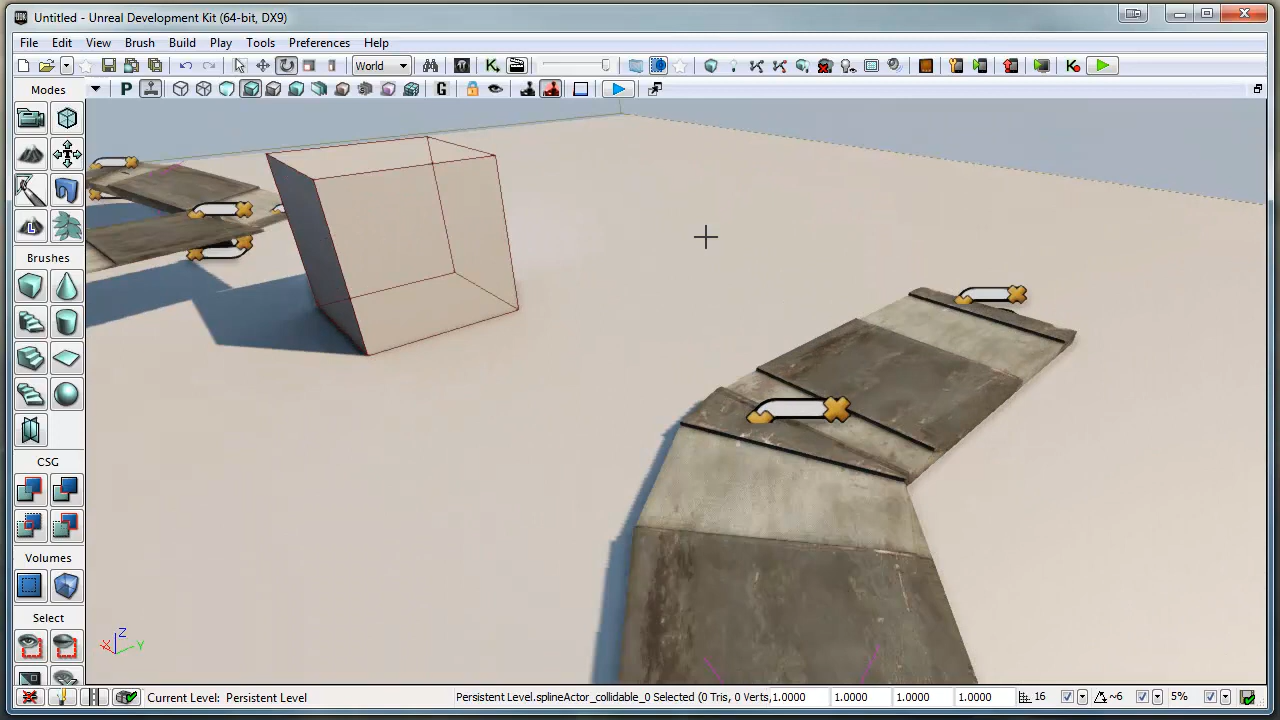 Untitled - Unreal Development Kit (64-bit, DX9)
File Edit View Brush Build Play Tools Preferences Help
World
Modes
P
G
L
Brushes
CSG
Volumes
Select
X Z Y
Current Level: Persistent Level
Persistent Level.splineActor_collidable_0 Selected (0 Tris, 0 Verts, 1.0000 1.0000 1.0000 1.0000 16 ~6 5%